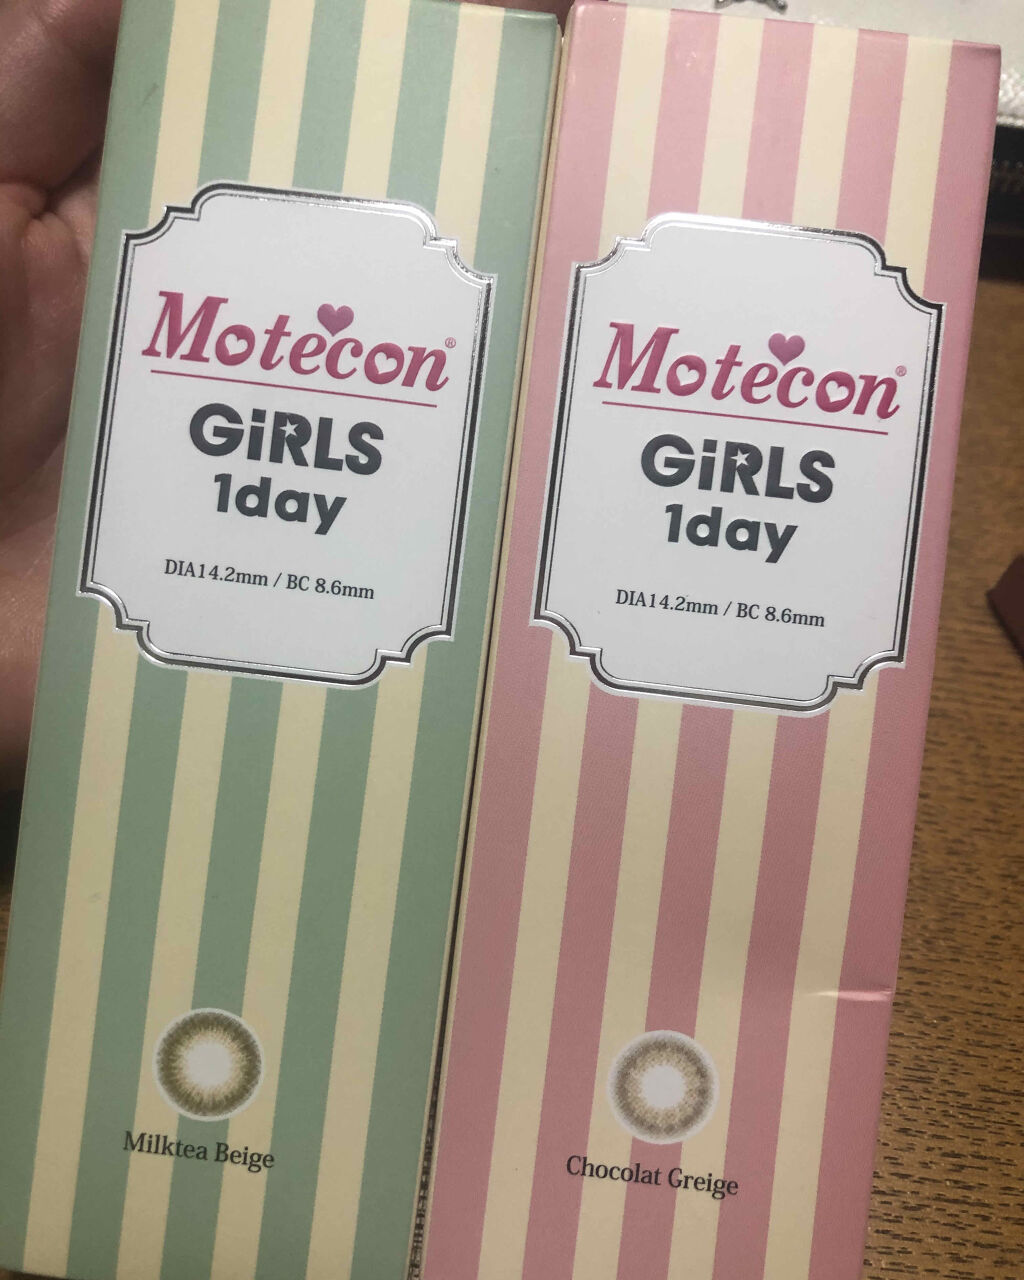 Motecon®
GiRLS
1day
DIA14.2mm / BC 8.6mm
Milktea Beige
Motecon®
GiRLS
1day
DIA14.2mm / BC 8.6mm
Chocolat Greige